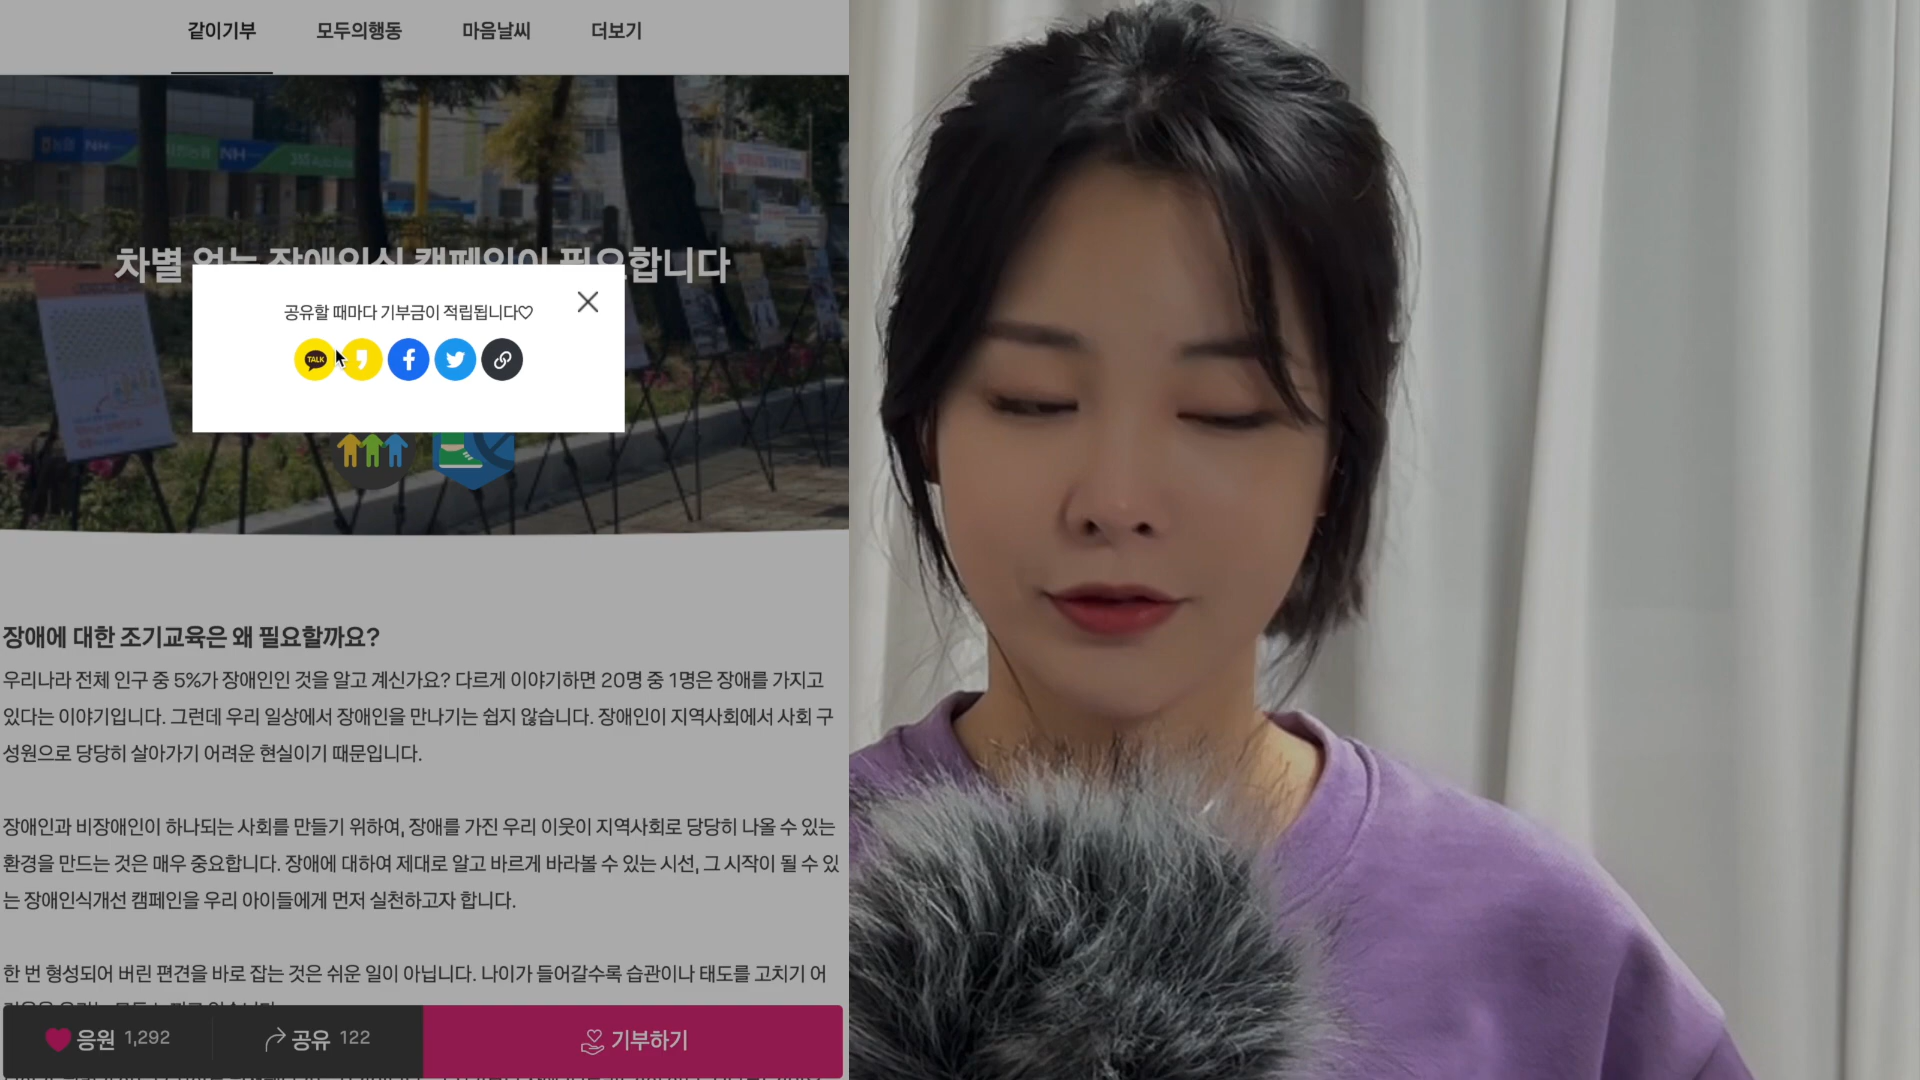 같이기부 모두의행동 마음날씨 더보기
NH
차별 없는 장애인식 캠페인이 필요합니다
공유할 때마다 기부금이 적립됩니다♡
TALK
장애에 대한 조기교육은 왜 필요할까요?
우리나라 전체 인구 중 5%가 장애인인 것을 알고 계신가요? 다르게 이야기하면 20명 중 1명은 장애를 가지고
있다는 이야기입니다. 그런데 우리 일상에서 장애인을 만나기는 쉽지 않습니다. 장애인이 지역사회에서 사회 구
성원으로 당당히 살아가기 어려운 현실이기 때문입니다.
장애인과 비장애인이 하나되는 사회를 만들기 위하여, 장애를 가진 우리 이웃이 지역사회로 당당히 나올 수 있는
환경을 만드는 것은 매우 중요합니다. 장애에 대하여 제대로 알고 바르게 바라볼 수 있는 시선, 그 시작이 될 수 있
는 장애인식개선 캠페인을 우리 아이들에게 먼저 실천하고자 합니다.
한 번 형성되어 버린 편견을 바로 잡는 것은 쉬운 일이 아닙니다. 나이가 들어갈수록 습관이나 태도를 고치기 어
응원 1,292 공유 122 기부하기